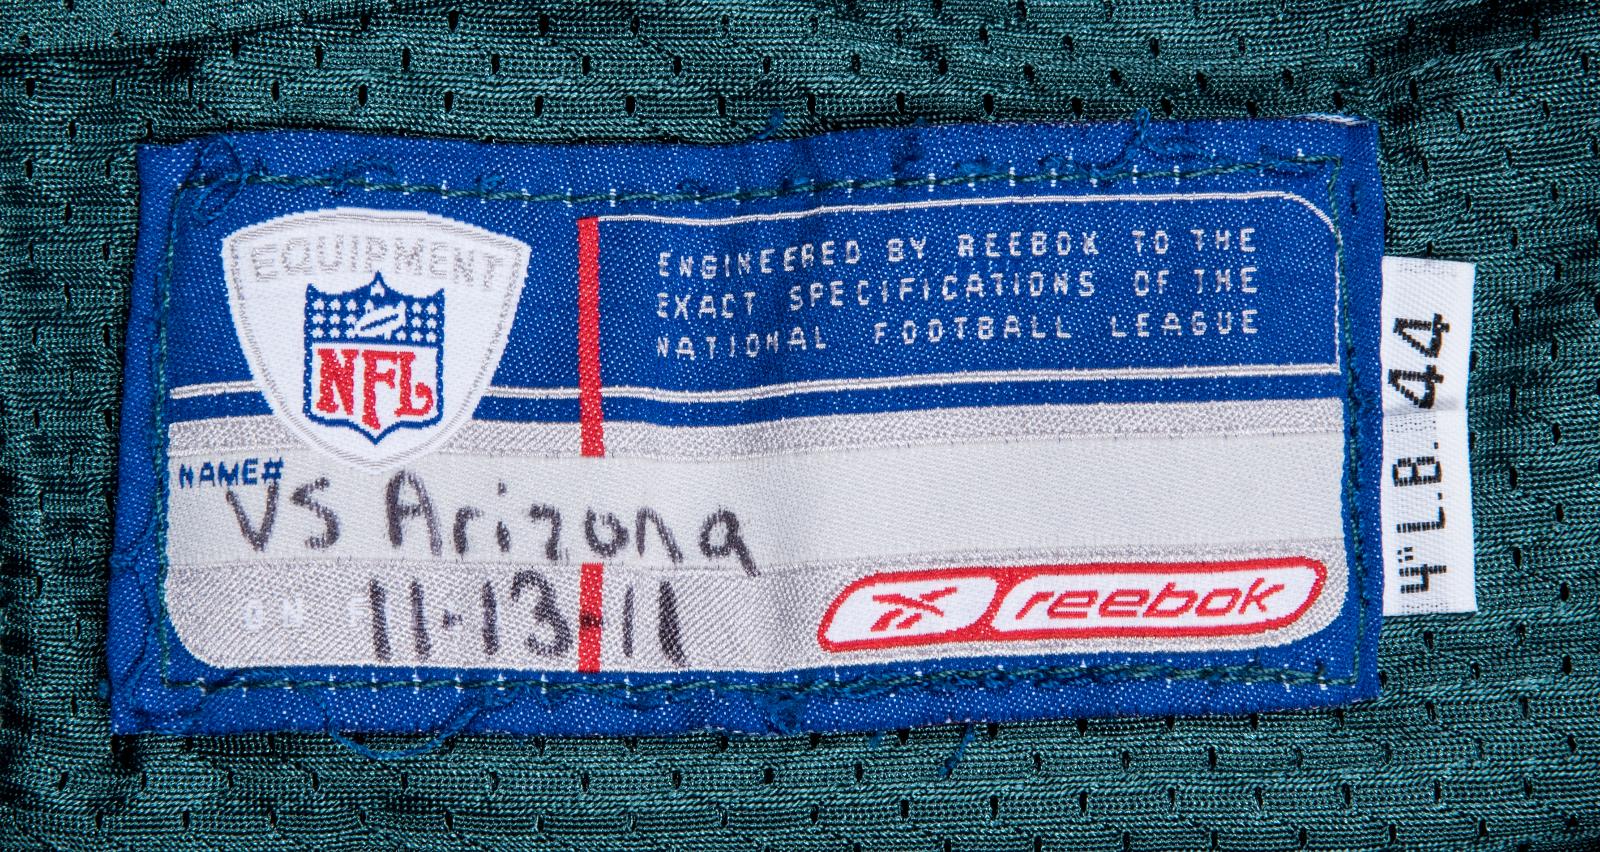 EQUIPMENT
NFL
ENGINEERED BY REEBOK TO THE
EXACT SPECIFICATIONS OF THE
NATIONAL FOOTBALL LEAGUE
NAME#
VS Arizona
ON F
11-13-11
reebok
4" L.B. 44